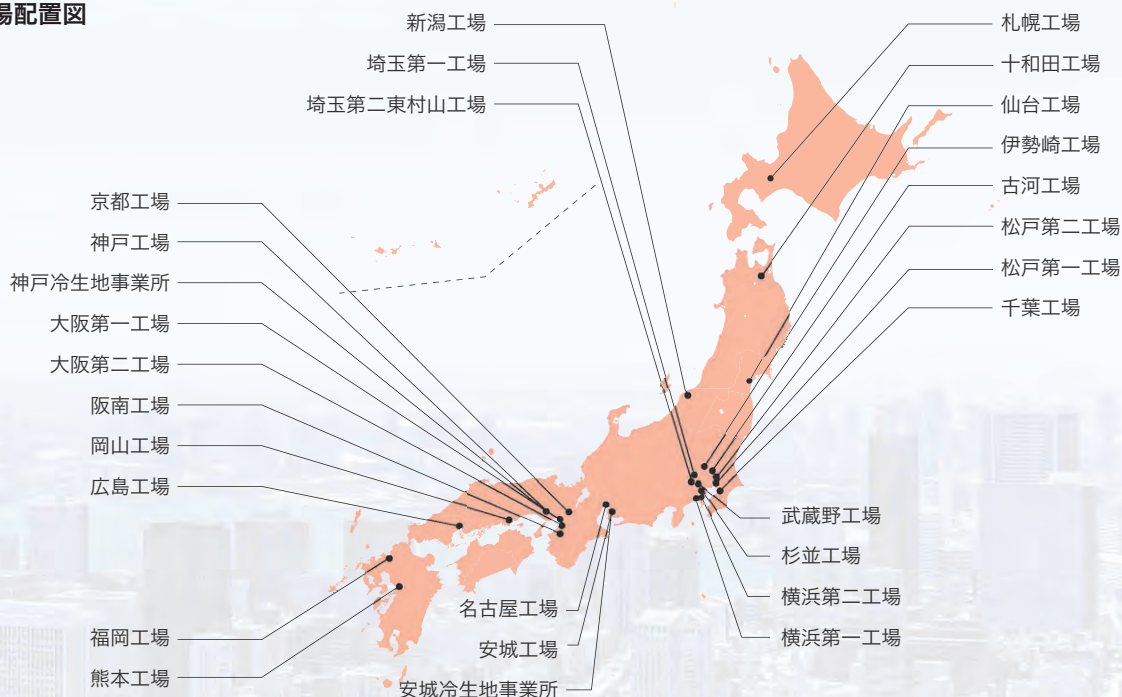 場配置図
新潟工場
埼玉第一工場
埼玉第二東村山工場
札幌工場
十和田工場
仙台工場
伊勢崎工場
古河工場
松戸第二工場
松戸第一工場
千葉工場
京都工場
神戸工場
神戸冷生地事業所
大阪第一工場
大阪第二工場
阪南工場
岡山工場
広島工場
福岡工場
熊本工場
名古屋工場
安城工場
安城冷生地事業所
武蔵野工場
杉並工場
横浜第二工場
横浜第一工場